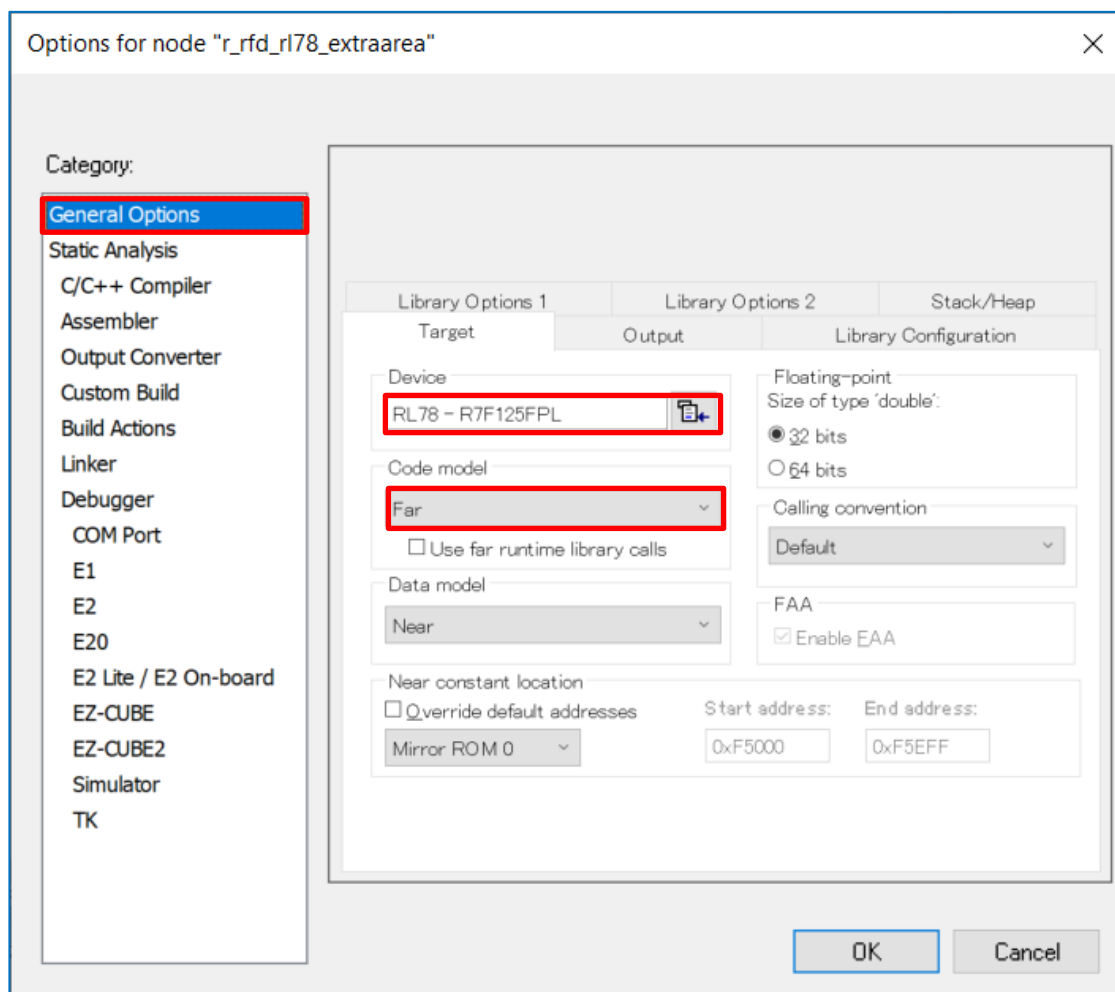 Options for node "r_rfd_rl78_extraarea"
Category:
General Options
Static Analysis
C/C++ Compiler
Assembler
Output Converter
Custom Build
Build Actions
Linker
Debugger
COM Port
E1
E2
E20
E2 Lite / E2 On-board
EZ-CUBE
EZ-CUBE2
Simulator
TK
Library Options 1 Library Options 2 Stack/Heap
Target Output Library Configuration
Device
RL78 - R7F125FPL
Code model
Far
Use far runtime library calls
Data model
Near
Floating-point
Size of type 'double':
32 bits
64 bits
Calling convention
Default
FAA
Enable FAA
Near constant location
Override default addresses
Mirror ROM 0
Start address:
0xF5000
End address:
0xF5EFF
OK Cancel